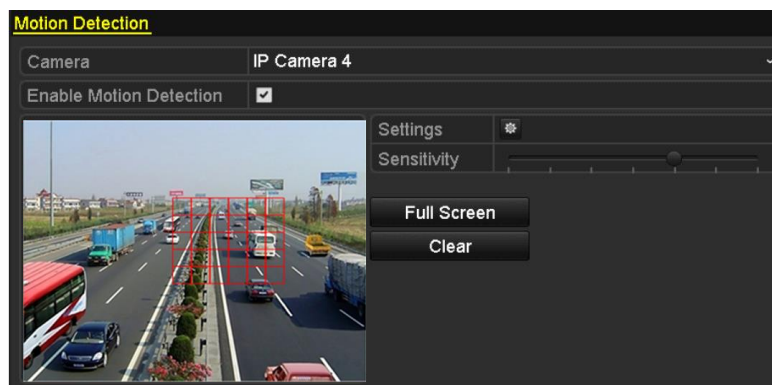 Motion Detection
Camera IP Camera 4
Enable Motion Detection
Settings
Sensitivity
Full Screen
Clear